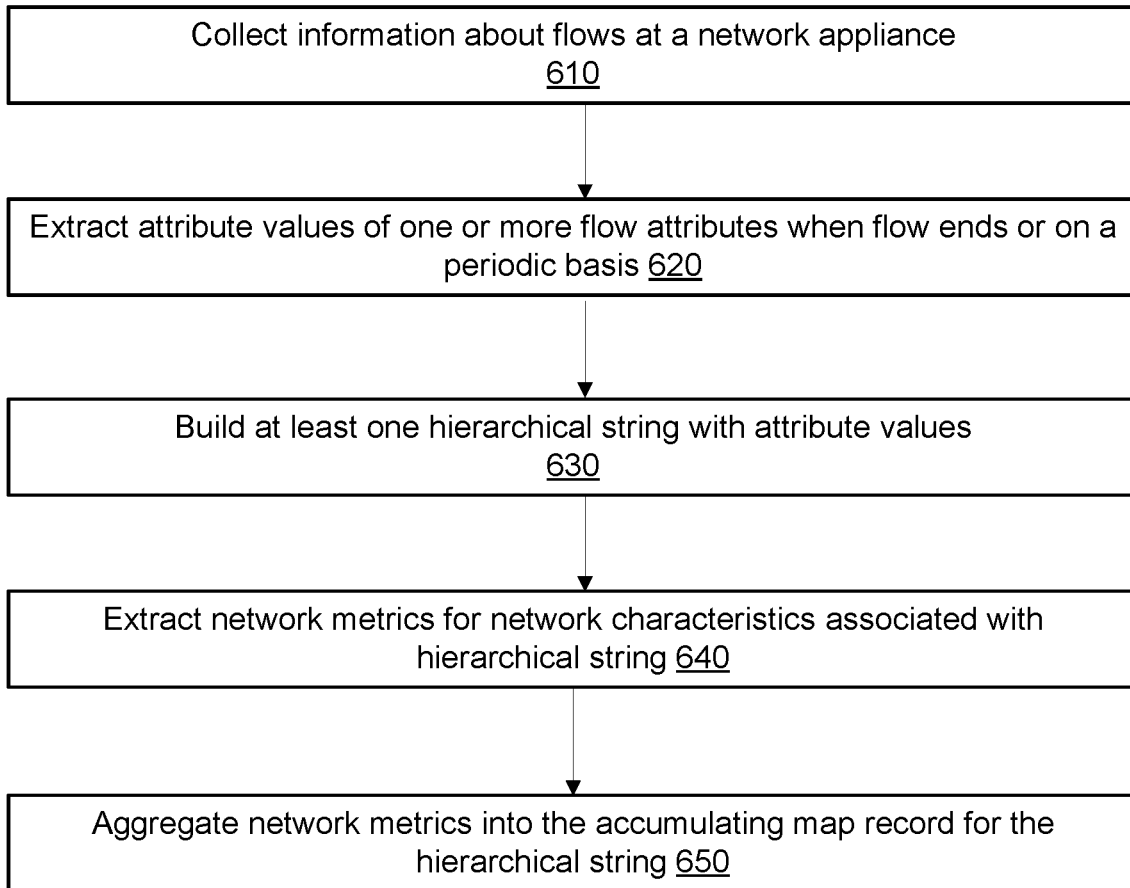 Collect information about flows at a network appliance
610
Extract attribute values of one or more flow attributes when flow ends or on a
periodic basis 620
Build at least one hierarchical string with attribute values
630
Extract network metrics for network characteristics associated with
hierarchical string 640
Aggregate network metrics into the accumulating map record for the
hierarchical string 650